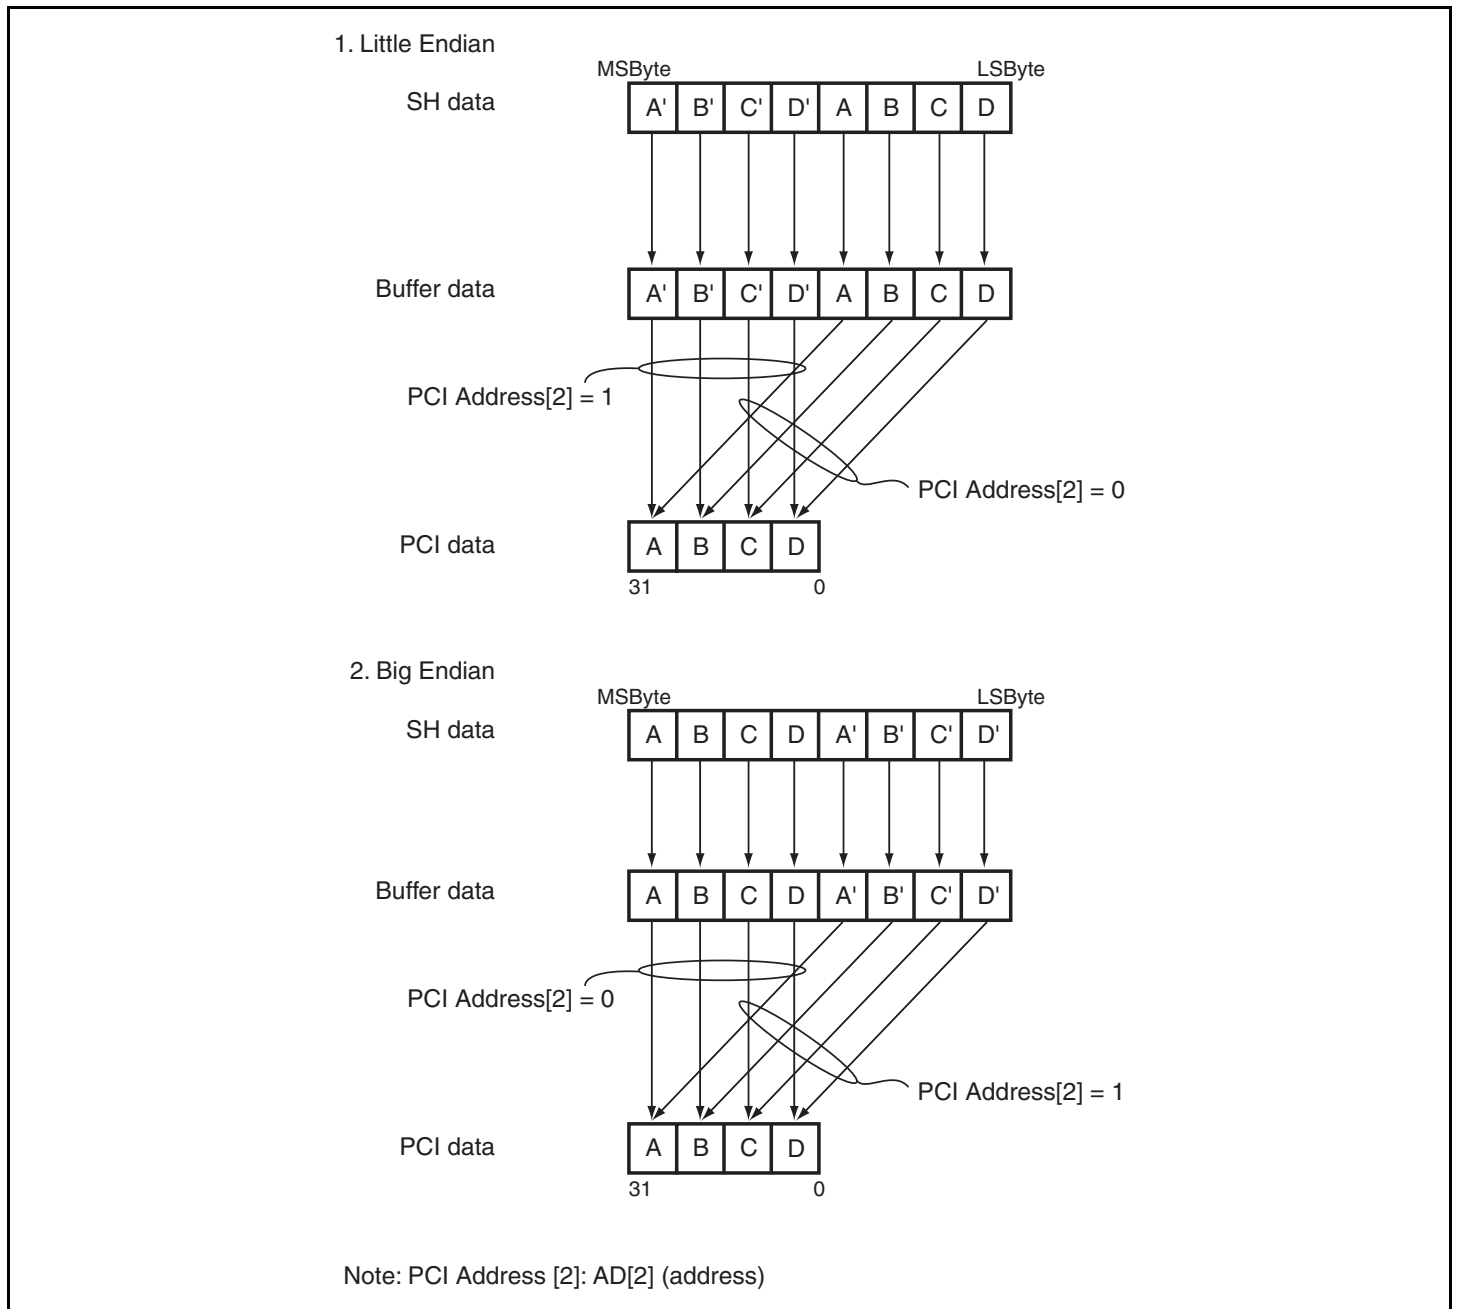 1. Little Endian
MSByte LSByte
SH data A' B' C' D' A B C D
Buffer data A' B' C' D' A B C D
PCI Address[2] = 1
PCI Address[2] = 0
PCI data A B C D
31 0
2. Big Endian
MSByte LSByte
SH data A B C D A' B' C' D'
Buffer data A B C D A' B' C' D'
PCI Address[2] = 0
PCI Address[2] = 1
PCI data A B C D
31 0
Note: PCI Address [2]: AD[2] (address)